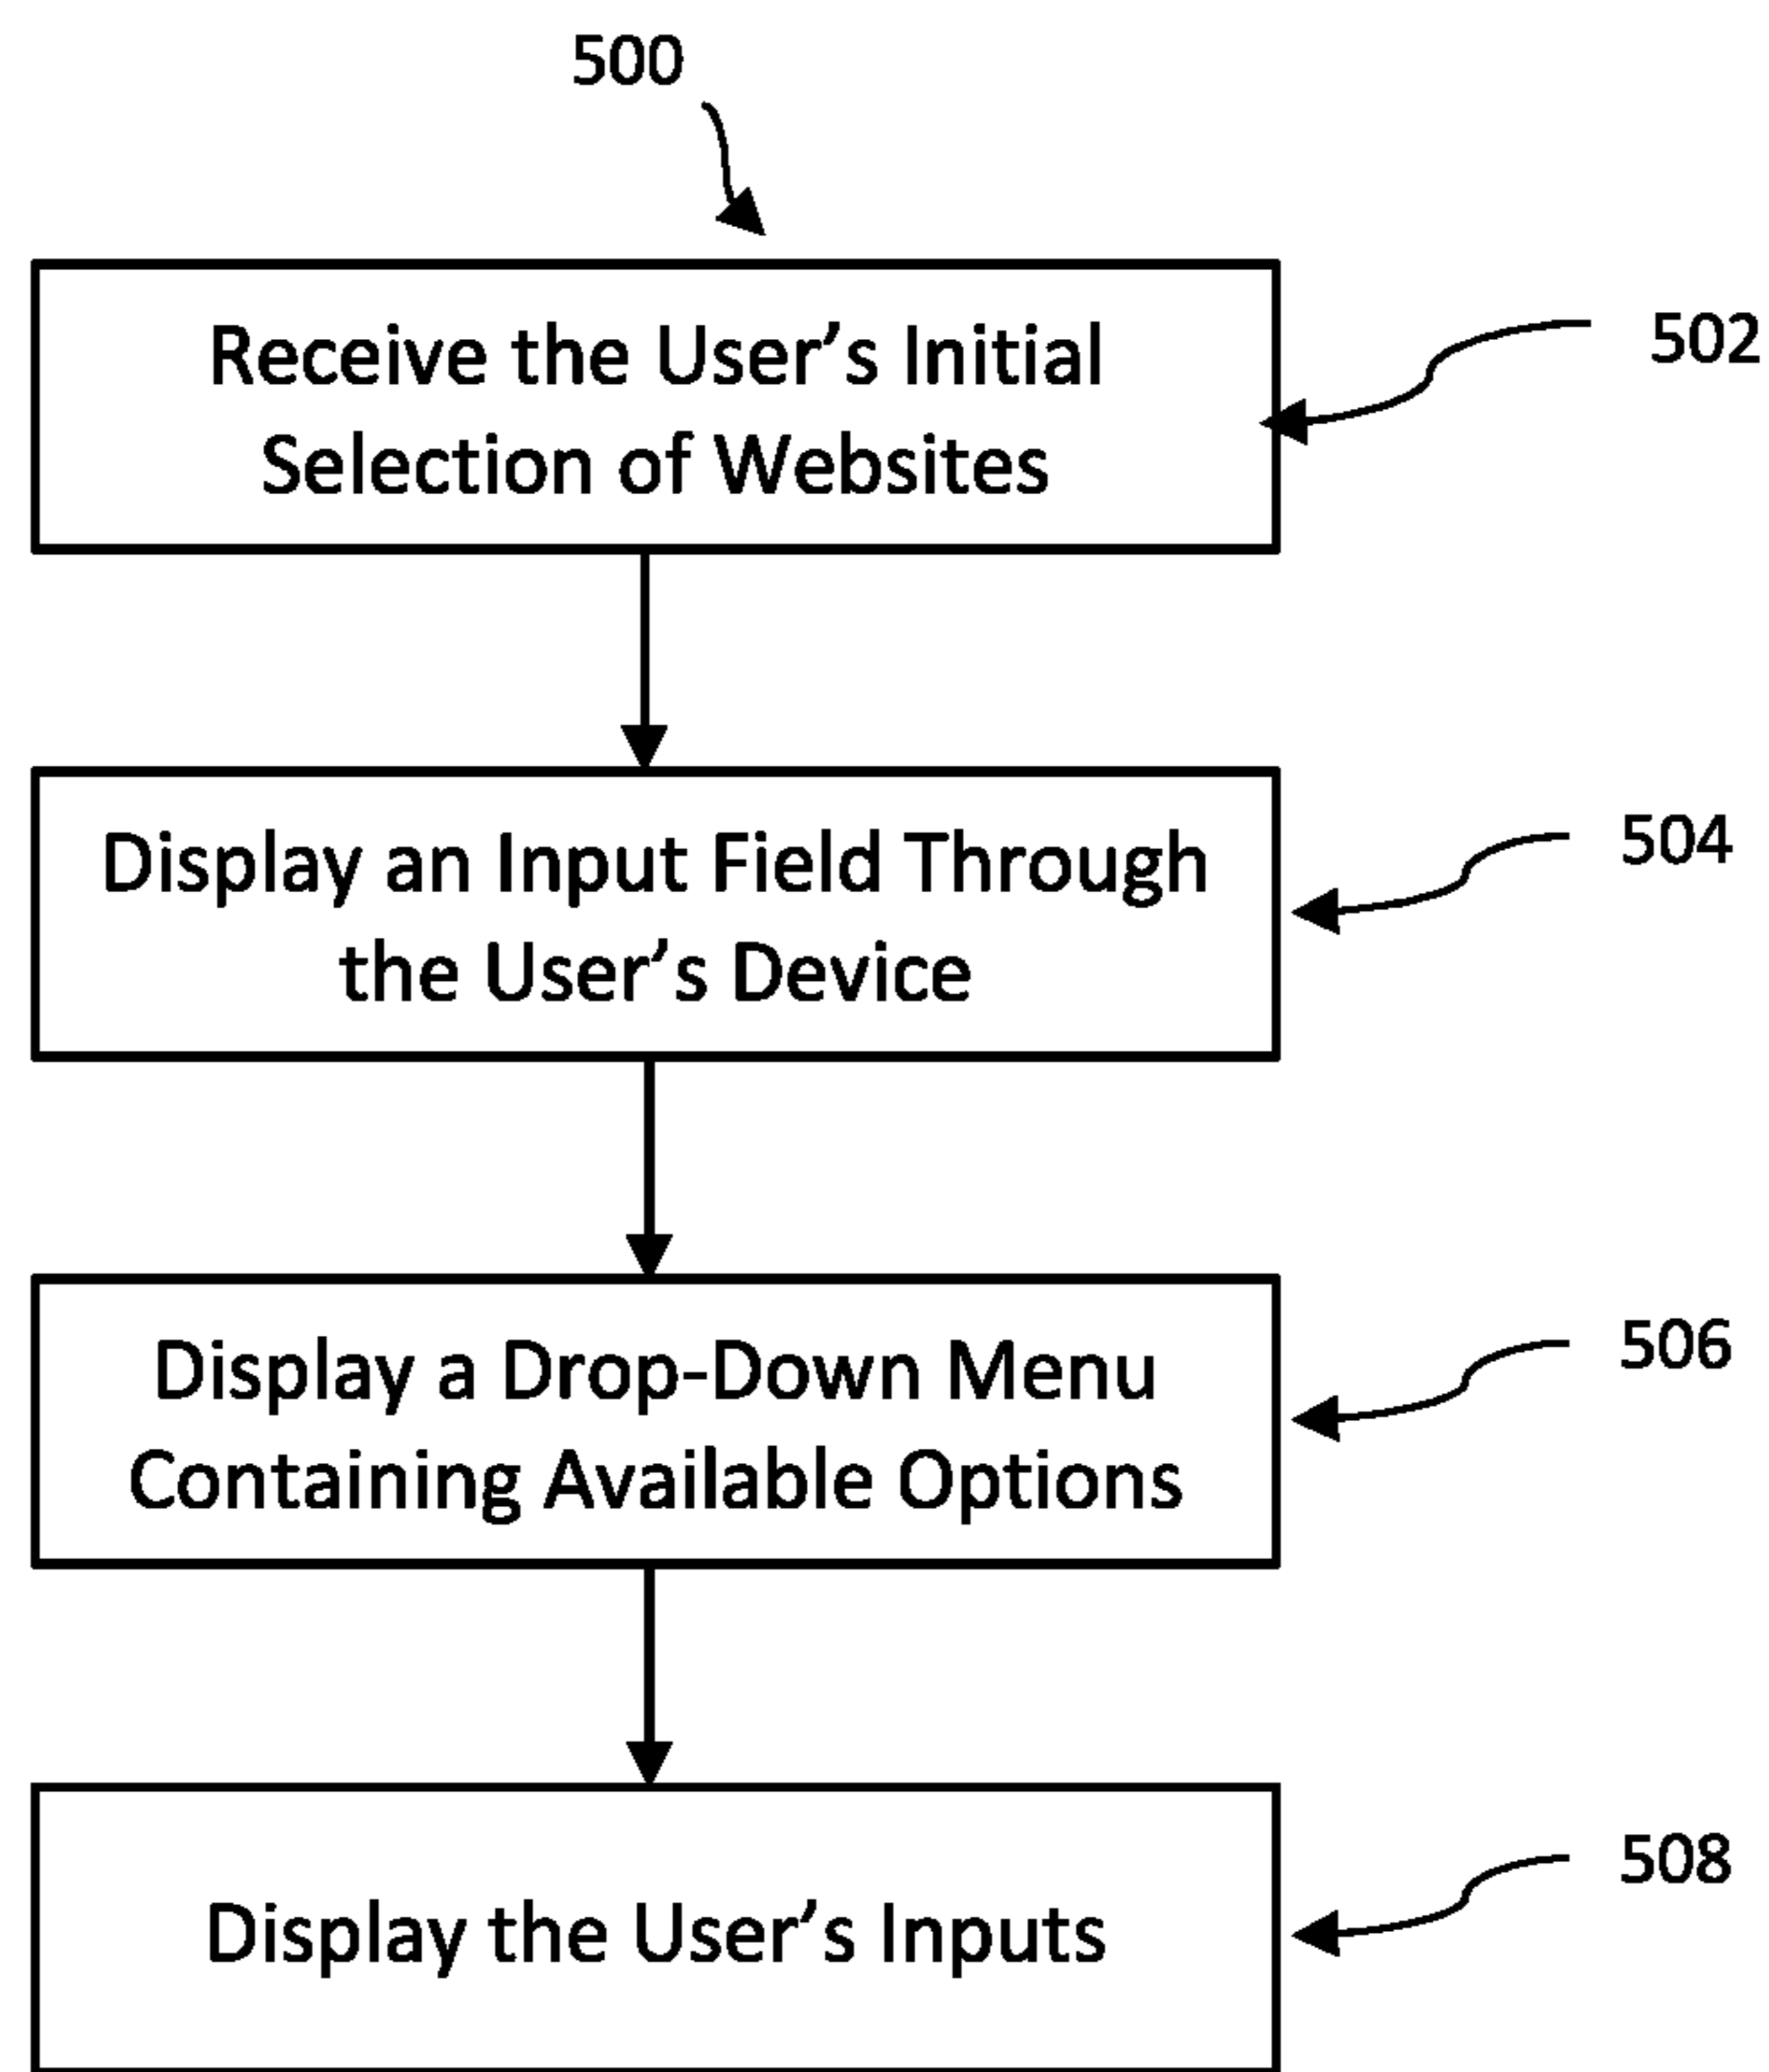 500
Receive the User’s Initial
Selection of Websites
502
Display an Input Field Through
the User’s Device
504
Display a Drop-Down Menu
Containing Available Options
506
Display the User’s Inputs
508